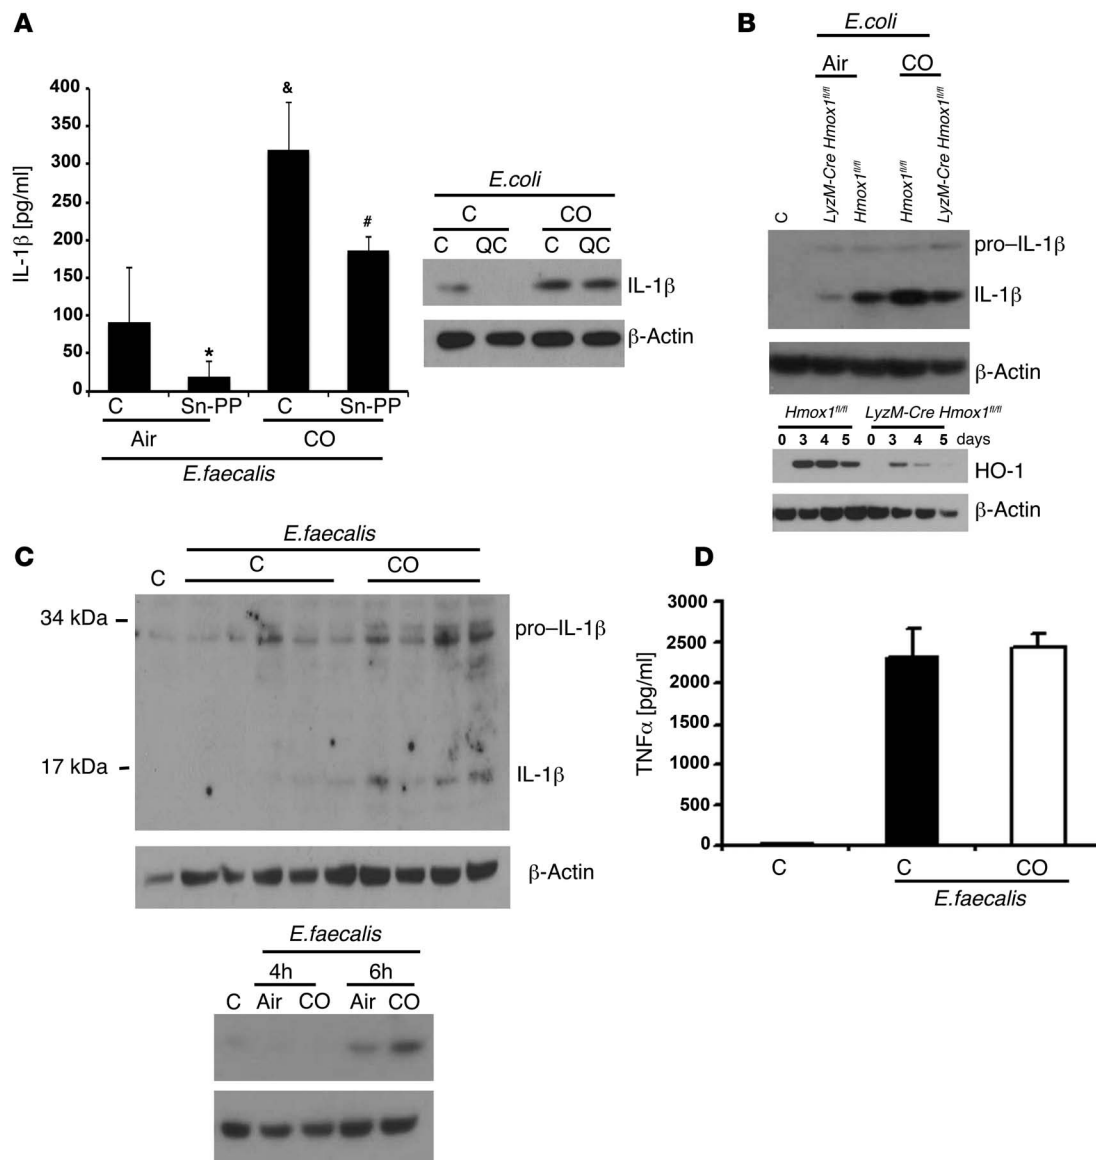 A
400
350
300
250
200
150
100
50
0
IL-1β [pg/ml]
&
*
#
C Sn-PP C Sn-PP
Air CO
E.faecalis
E.coli
C CO
C QC C QC
IL-1β
β-Actin
B
E.coli
Air CO
C LyzM-Cre Hmox1fl/fl Hmox1fl/fl Hmox1fl/fl LyzM-Cre Hmox1fl/fl
pro–IL-1β
IL-1β
β-Actin
Hmox1fl/fl LyzM-Cre Hmox1fl/fl
0 3 4 5 0 3 4 5 days
HO-1
β-Actin
C
E.faecalis
C C CO
34 kDa
pro–IL-1β
17 kDa
IL-1β
β-Actin
E.faecalis
4h 6h
C Air CO Air CO
D
3000
2500
2000
1500
2000
500
0
TNFα [pg/ml]
C C CO
E.faecalis